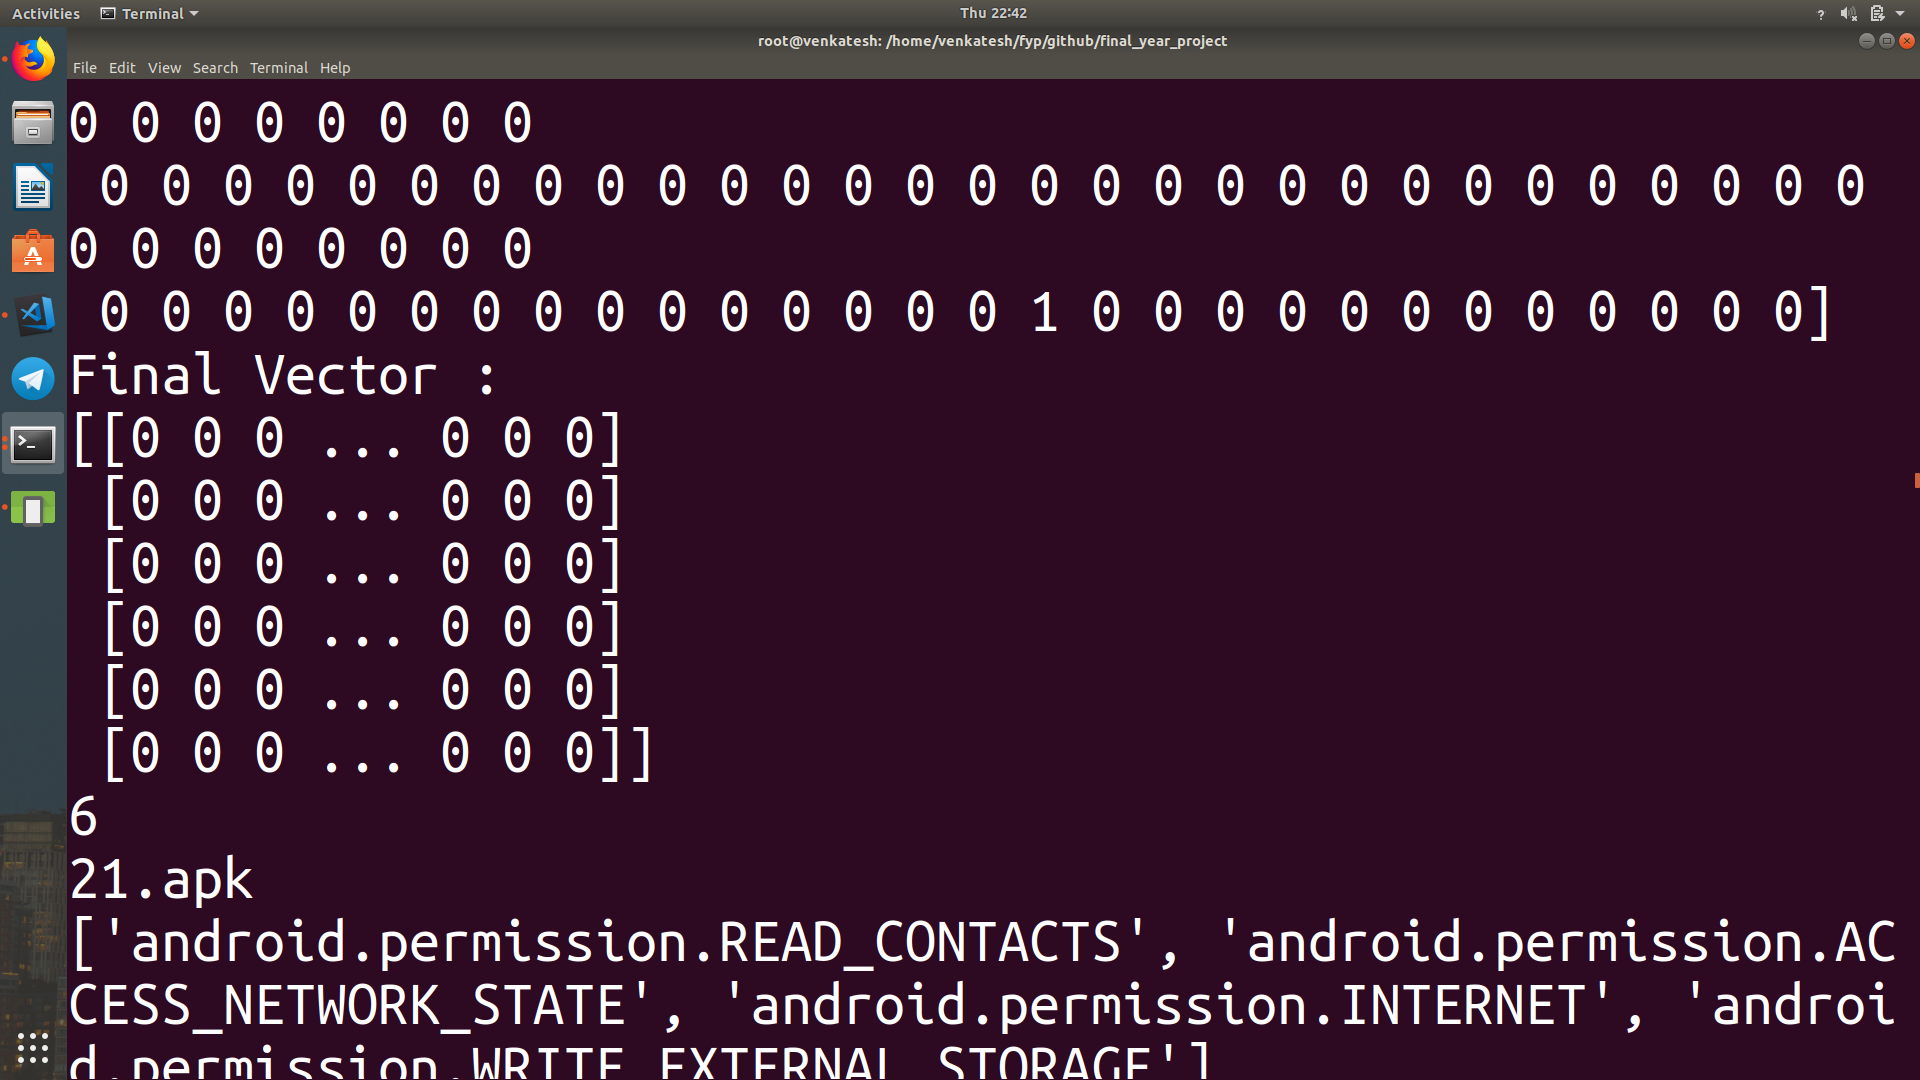 Activities Terminal Thu 22:42 ?
root@venkatesh: /home/venkatesh/fyp/github/final_year_project
File Edit View Search Terminal Help
0 0 0 0 0 0 0 0
0 0 0 0 0 0 0 0 0 0 0 0 0 0 0 0 0 0 0 0 0 0 0 0 0 0 0 0 0
0 0 0 0 0 0 0 0
0 0 0 0 0 0 0 0 0 0 0 0 0 0 0 1 0 0 0 0 0 0 0 0 0 0 0 0]
Final Vector :
[[0 0 0 ... 0 0 0]
[0 0 0 ... 0 0 0]
[0 0 0 ... 0 0 0]
[0 0 0 ... 0 0 0]
[0 0 0 ... 0 0 0]
[0 0 0 ... 0 0 0]]
6
21.apk
['android.permission.READ_CONTACTS', 'android.permission.AC
CESS_NETWORK_STATE', 'android.permission.INTERNET', 'androi
d.permission.WRITE_EXTERNAL_STORAGE']